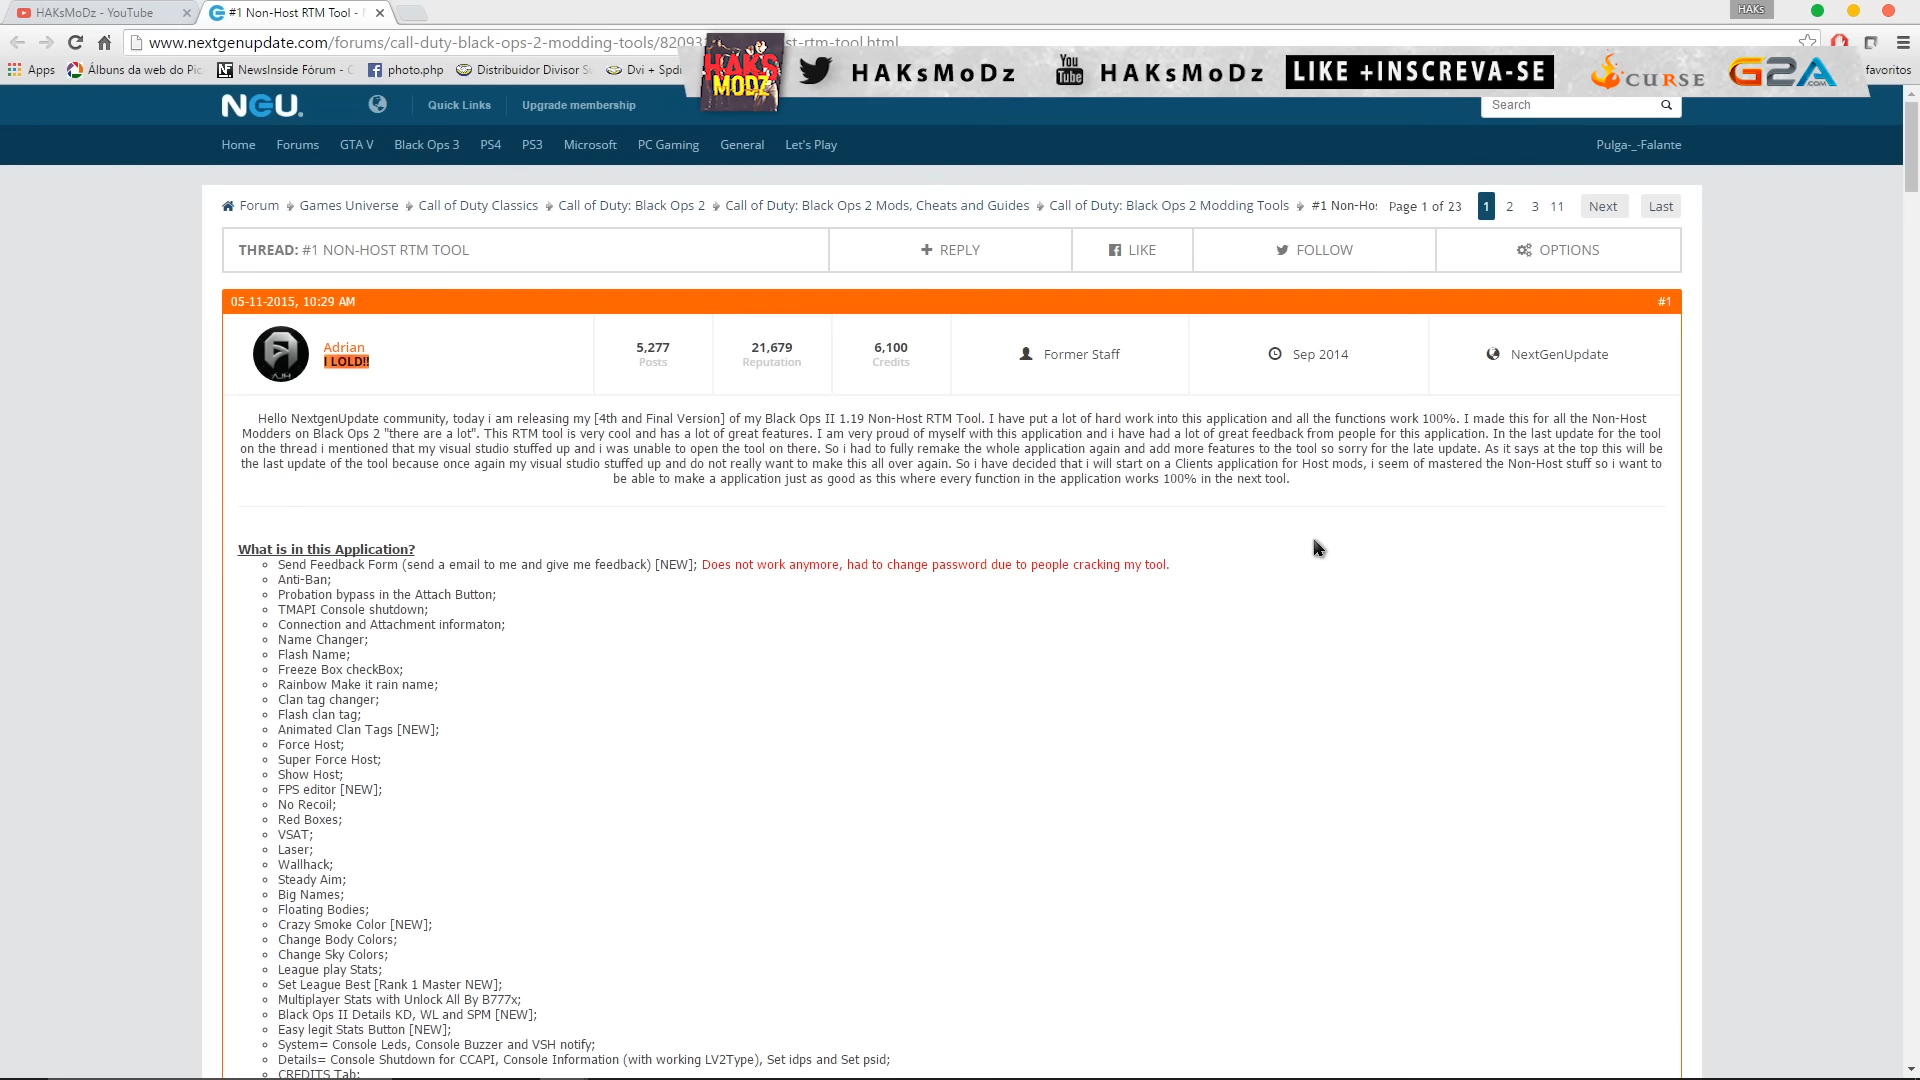 HAKsMoDz - YouTube
#1 Non-Host RTM Tool -
HAKs
www.nextgenupdate.com/forums/call-duty-black-ops-2-modding-tools/82093 st-rtm-tool.html
Apps
Álbuns da web do Pic
NewsInside Fórum - C
photo.php
Distribuidor Divisor S
Dvi + Spdi
favoritos
HAKS MODZ
HAKsMoDz
You Tube
HAKsMoDz
LIKE +INSCREVA-SE
CURSE
G2A.COM
NGU.
Quick Links
Upgrade membership
Search
Home
Forums
GTA V
Black Ops 3
PS4
PS3
Microsoft
PC Gaming
General
Let's Play
Pulga-_-Falante
Forum Games Universe Call of Duty Classics Call of Duty: Black Ops 2 Call of Duty: Black Ops 2 Mods, Cheats and Guides Call of Duty: Black Ops 2 Modding Tools #1 Non-Hos
Page 1 of 23 1 2 3 11 Next Last
THREAD: #1 NON-HOST RTM TOOL
REPLY
LIKE
FOLLOW
OPTIONS
05-11-2015, 10:29 AM
#1
Adrian
I LOLD!!
5,277
Posts
21,679
Reputation
6,100
Credits
Former Staff
Sep 2014
NextGenUpdate
Hello NextgenUpdate community, today i am releasing my [4th and Final Version] of my Black Ops II 1.19 Non-Host RTM Tool. I have put a lot of hard work into this application and all the functions work 100%. I made this for all the Non-Host
Modders on Black Ops 2 "there are a lot". This RTM tool is very cool and has a lot of great features. I am very proud of myself with this application and i have had a lot of great feedback from people for this application. In the last update for the tool
on the thread i mentioned that my visual studio stuffed up and i was unable to open the tool on there. So i had to fully remake the whole application again and add more features to the tool so sorry for the late update. As it says at the top this will be
the last update of the tool because once again my visual studio stuffed up and do not really want to make this all over again. So i have decided that i will start on a Clients application for Host mods, i seem of mastered the Non-Host stuff so i want to
be able to make a application just as good as this where every function in the application works 100% in the next tool.
What is in this Application?
Send Feedback Form (send a email to me and give me feedback) [NEW]; Does not work anymore, had to change password due to people cracking my tool.
Anti-Ban;
Probation bypass in the Attach Button;
TMAPI Console shutdown;
Connection and Attachment informaton;
Name Changer;
Flash Name;
Freeze Box checkBox;
Rainbow Make it rain name;
Clan tag changer;
Flash clan tag;
Animated Clan Tags [NEW];
Force Host;
Super Force Host;
Show Host;
FPS editor [NEW];
No Recoil;
Red Boxes;
VSAT;
Laser;
Wallhack;
Steady Aim;
Big Names;
Floating Bodies;
Crazy Smoke Color [NEW];
Change Body Colors;
Change Sky Colors;
League play Stats;
Set League Best [Rank 1 Master NEW];
Multiplayer Stats with Unlock All By B777x;
Black Ops II Details KD, WL and SPM [NEW];
Easy legit Stats Button [NEW];
System= Console Leds, Console Buzzer and VSH notify;
Details= Console Shutdown for CCAPI, Console Information (with working LV2Type), Set idps and Set psid;
CREDITS Tab;